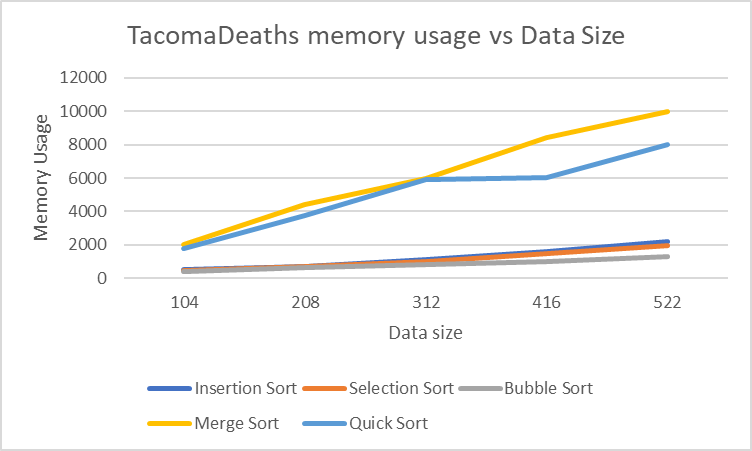 TacomaDeaths memory usage vs Data Size
12000
10000
8000
6000
4000
2000
0
Memory Usage
104 208 312 416 522
Data size
Insertion Sort Selection Sort Bubble Sort
Merge Sort Quick Sort